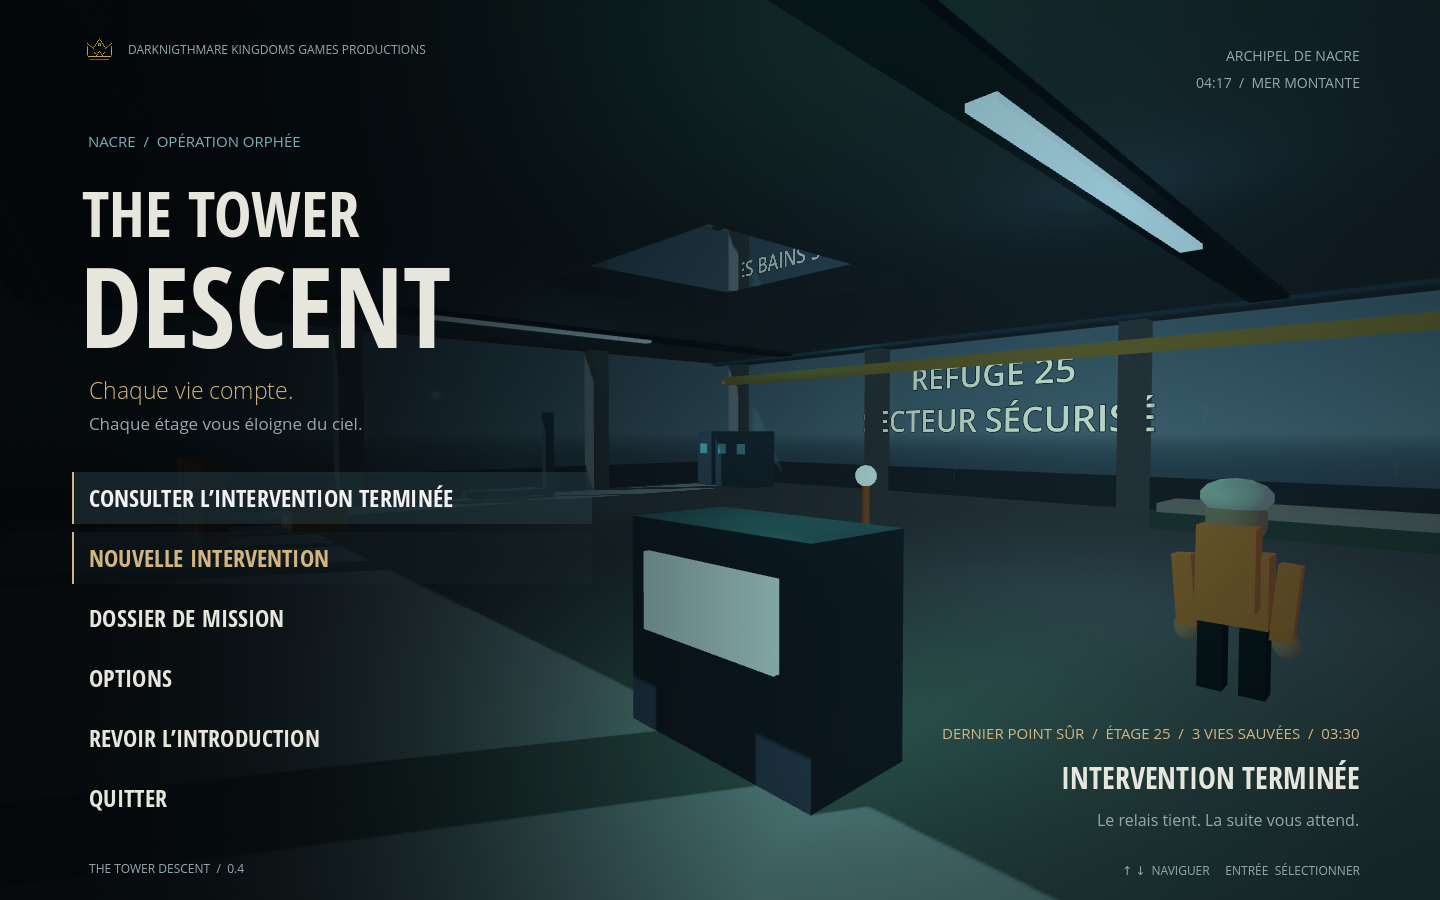 DARKNIGTHMARE KINGDOMS GAMES PRODUCTIONS
ARCHIPEL DE NACRE
04:17 / MER MONTANTE
NACRE / OPÉRATION ORPHÉE
THE TOWER
DESCENT
Chaque vie compte.
Chaque étage vous éloigne du ciel.
ES BAINS
REFUGE 25
ECTEUR SÉCURISÉ
CONSULTER L’INTERVENTION TERMINÉE
NOUVELLE INTERVENTION
DOSSIER DE MISSION
OPTIONS
REVOIR L’INTRODUCTION
QUITTER
DERNIER POINT SÛR / ÉTAGE 25 / 3 VIES SAUVÉES / 03:30
INTERVENTION TERMINÉE
Le relais tient. La suite vous attend.
THE TOWER DESCENT / 0.4
↑ ↓ NAVIGUER ENTRÉE SÉLECTIONNER